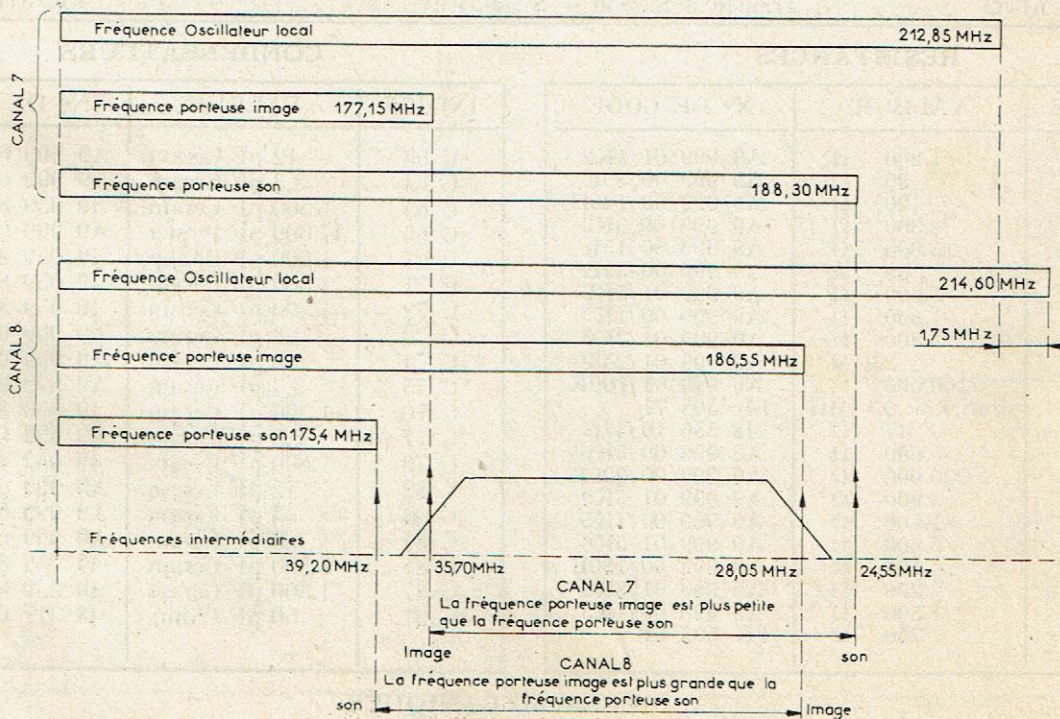 CANAL 7
Fréquence Oscillateur local 212,85 MHz
Fréquence porteuse image 177,15 MHz
Fréquence porteuse son 188,30 MHz
CANAL 8
Fréquence Oscillateur local 214,60 MHz
1,75 MHz
Fréquence porteuse image 186,55 MHz
Fréquence porteuse son 175,4 MHz
Fréquences intermédiaires
39,20 MHz 35,70 MHz 28,05 MHz 24,55 MHz
CANAL 7
La fréquence porteuse image est plus petite
que la fréquence porteuse son
Image son
CANAL 8
La fréquence porteuse image est plus grande que la
fréquence porteuse son
son Image